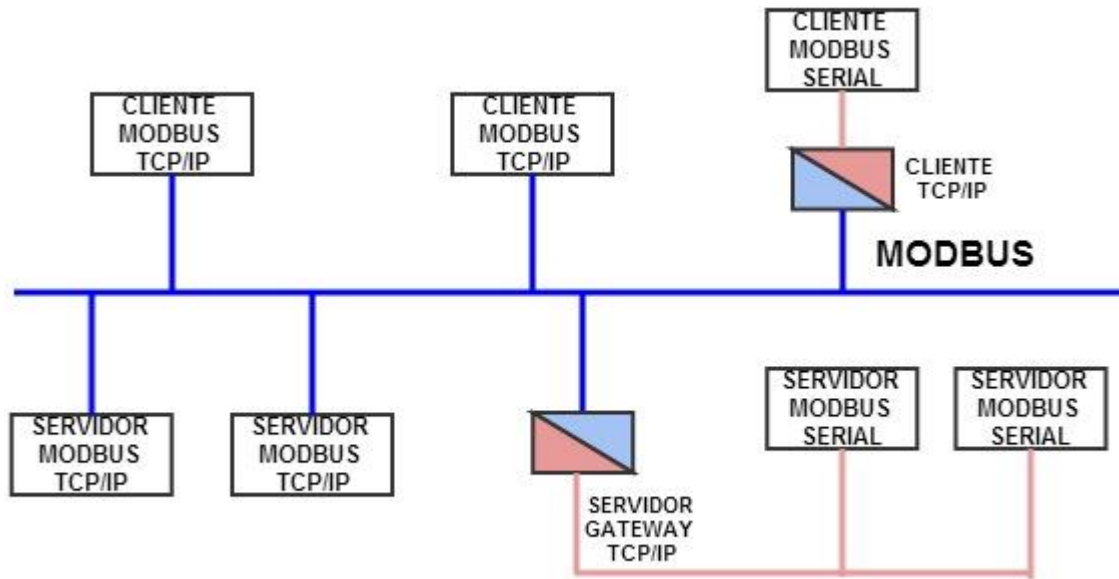 CLIENTE
MODBUS
SERIAL
CLIENTE
MODBUS
TCP/IP
CLIENTE
MODBUS
TCP/IP
CLIENTE
TCP/IP
MODBUS
SERVIDOR
MODBUS
TCP/IP
SERVIDOR
MODBUS
TCP/IP
SERVIDOR
GATEWAY
TCP/IP
SERVIDOR
MODBUS
SERIAL
SERVIDOR
MODBUS
SERIAL